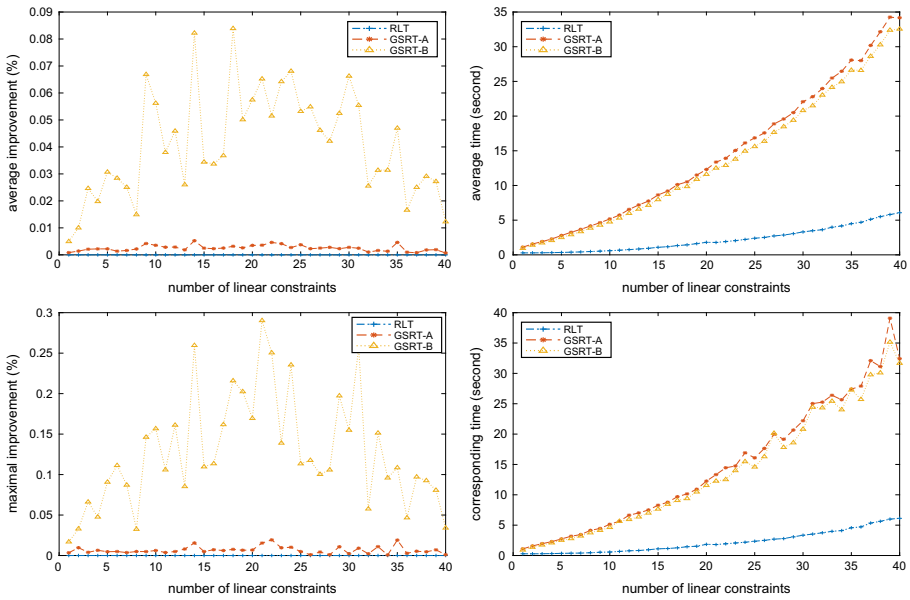 0.09
0.08
0.07
0.06
0.05
0.04
0.03
0.02
0.01
0
average improvement (%)
RLT
GSRT-A
GSRT-B
0 5 10 15 20 25 30 35 40
number of linear constraints
35
30
25
20
15
10
5
0
average time (second)
RLT
GSRT-A
GSRT-B
0 5 10 15 20 25 30 35 40
number of linear constraints
0.3
0.25
0.2
0.15
0.1
0.05
0
maximal improvement (%)
RLT
GSRT-A
GSRT-B
0 5 10 15 20 25 30 35 40
number of linear constraints
40
35
30
25
20
15
10
5
0
corresponding time (second)
RLT
GSRT-A
GSRT-B
0 5 10 15 20 25 30 35 40
number of linear constraints